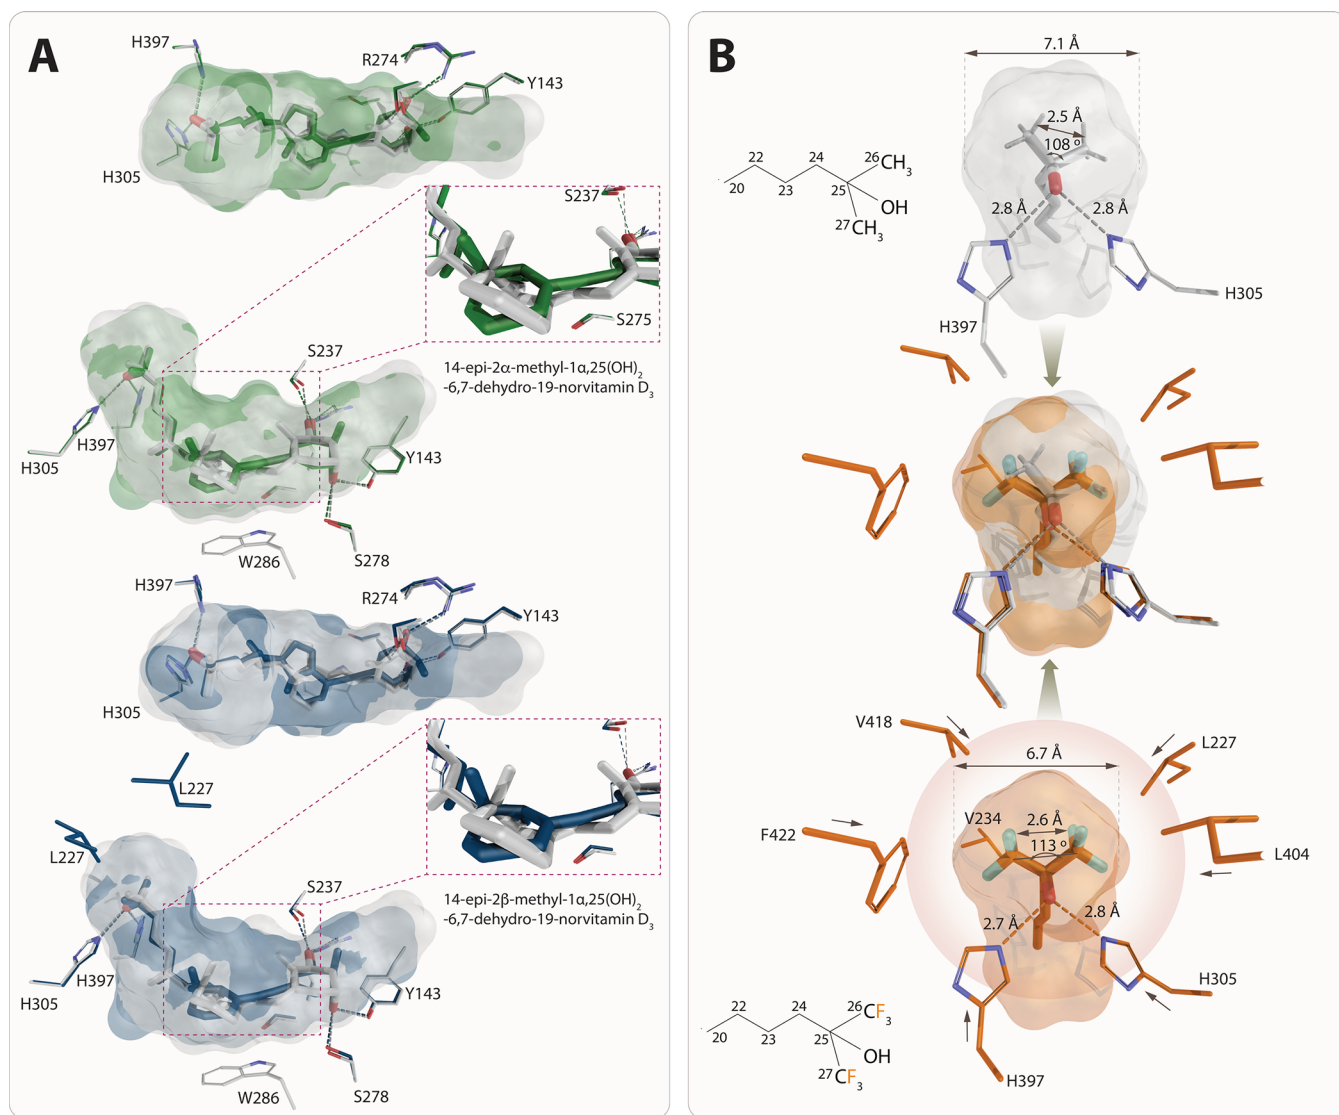 A
H397
R274
Y143
H305
S237
S275
S237
14-epi-2α-methyl-1α,25(OH)2
-6,7-dehydro-19-norvitamin D3
H397
H305
Y143
W286
S278
H397
R274
Y143
H305
L227
L227
S237
14-epi-2β-methyl-1α,25(OH)2
-6,7-dehydro-19-norvitamin D3
H397
H305
Y143
W286
S278
B
7.1 Å
2.5 Å
108 º
22
24
26CH3
20
23
25
OH
27CH3
2.8 Å
2.8 Å
H305
H397
V418
L227
6.7 Å
F422
V234
2.6 Å
113 º
L404
2.7 Å
2.8 Å
H305
22
24
26CF3
20
23
25
OH
27CF3
H397